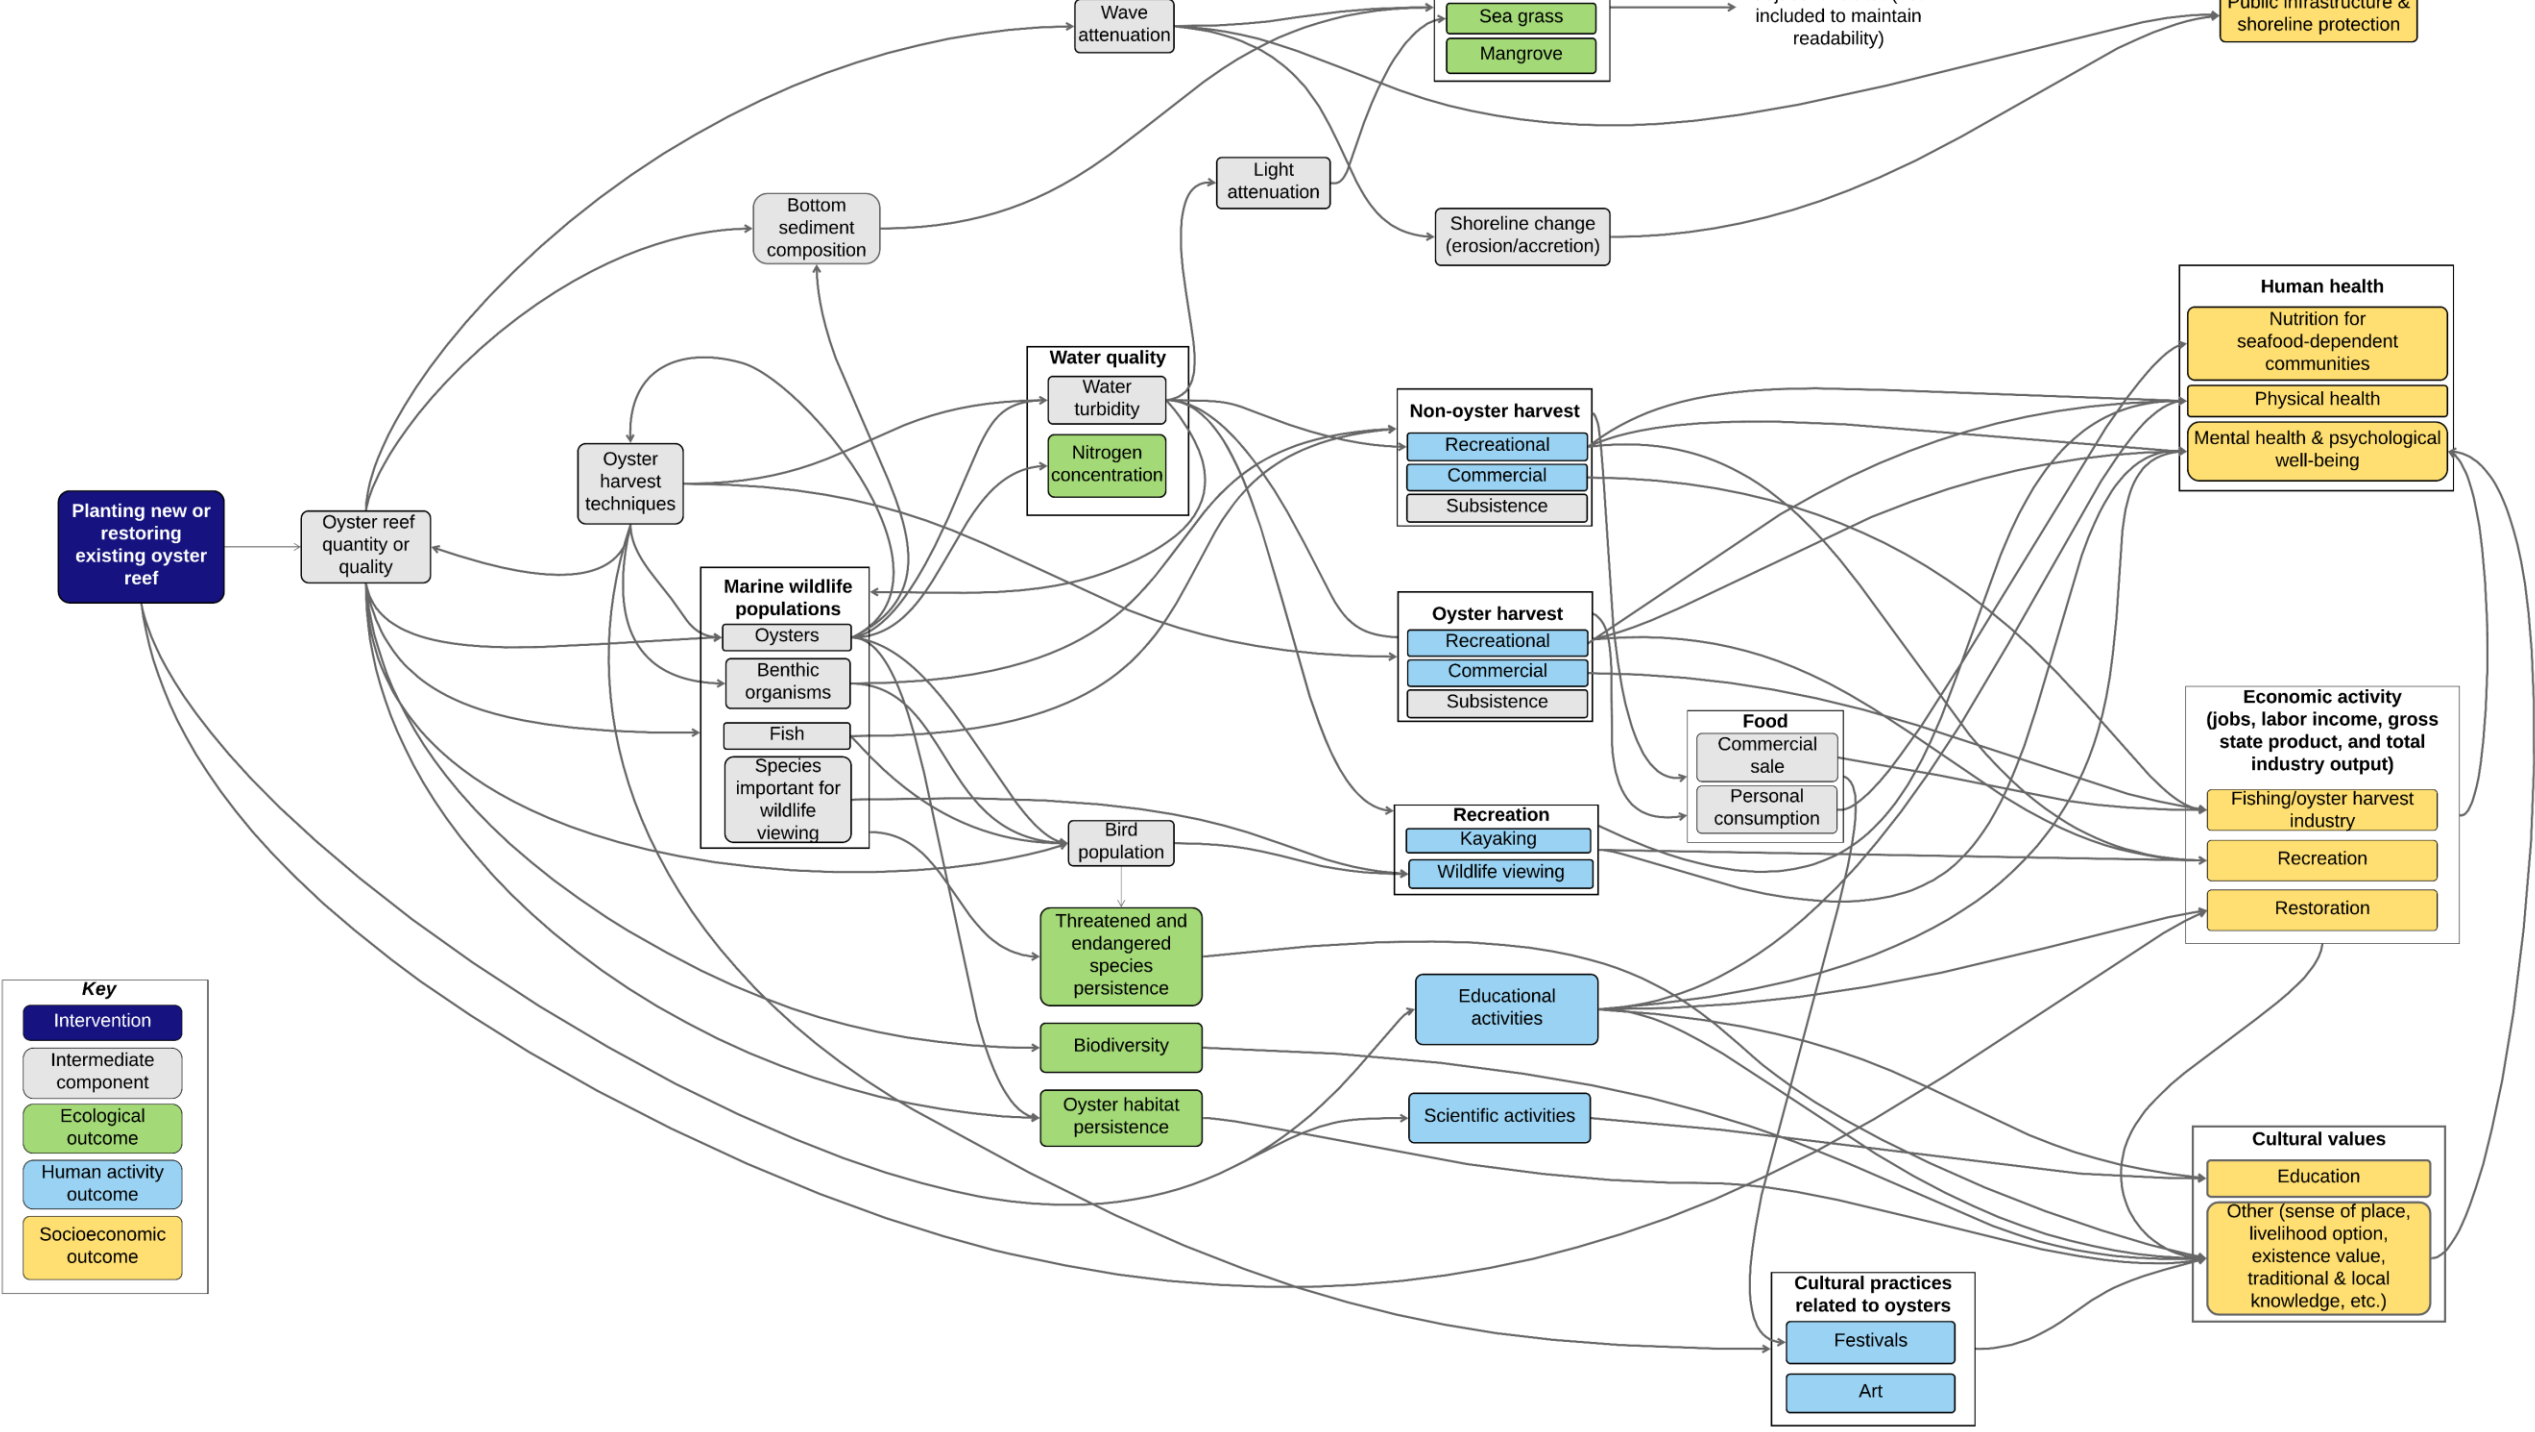 Wave
attenuation
Sea grass
Mangrove
included to maintain
readability)
Public infrastructure &
shoreline protection
Light
attenuation
Bottom
sediment
composition
Shoreline change
(erosion/accretion)
Human health
Nutrition for
seafood-dependent
communities
Physical health
Mental health & psychological
well-being
Water quality
Water
turbidity
Nitrogen
concentration
Non-oyster harvest
Recreational
Commercial
Subsistence
Oyster
harvest
techniques
Planting new or
restoring
existing oyster
reef
Oyster reef
quantity or
quality
Marine wildlife
populations
Oysters
Benthic
organisms
Fish
Species
important for
wildlife
viewing
Oyster harvest
Recreational
Commercial
Subsistence
Food
Commercial
sale
Personal
consumption
Economic activity
(jobs, labor income, gross
state product, and total
industry output)
Fishing/oyster harvest
industry
Recreation
Restoration
Recreation
Kayaking
Wildlife viewing
Bird
population
Threatened and
endangered
species
persistence
Biodiversity
Oyster habitat
persistence
Educational
activities
Scientific activities
Cultural values
Education
Other (sense of place,
livelihood option,
existence value,
traditional & local
knowledge, etc.)
Cultural practices
related to oysters
Festivals
Art
Key
Intervention
Intermediate
component
Ecological
outcome
Human activity
outcome
Socioeconomic
outcome